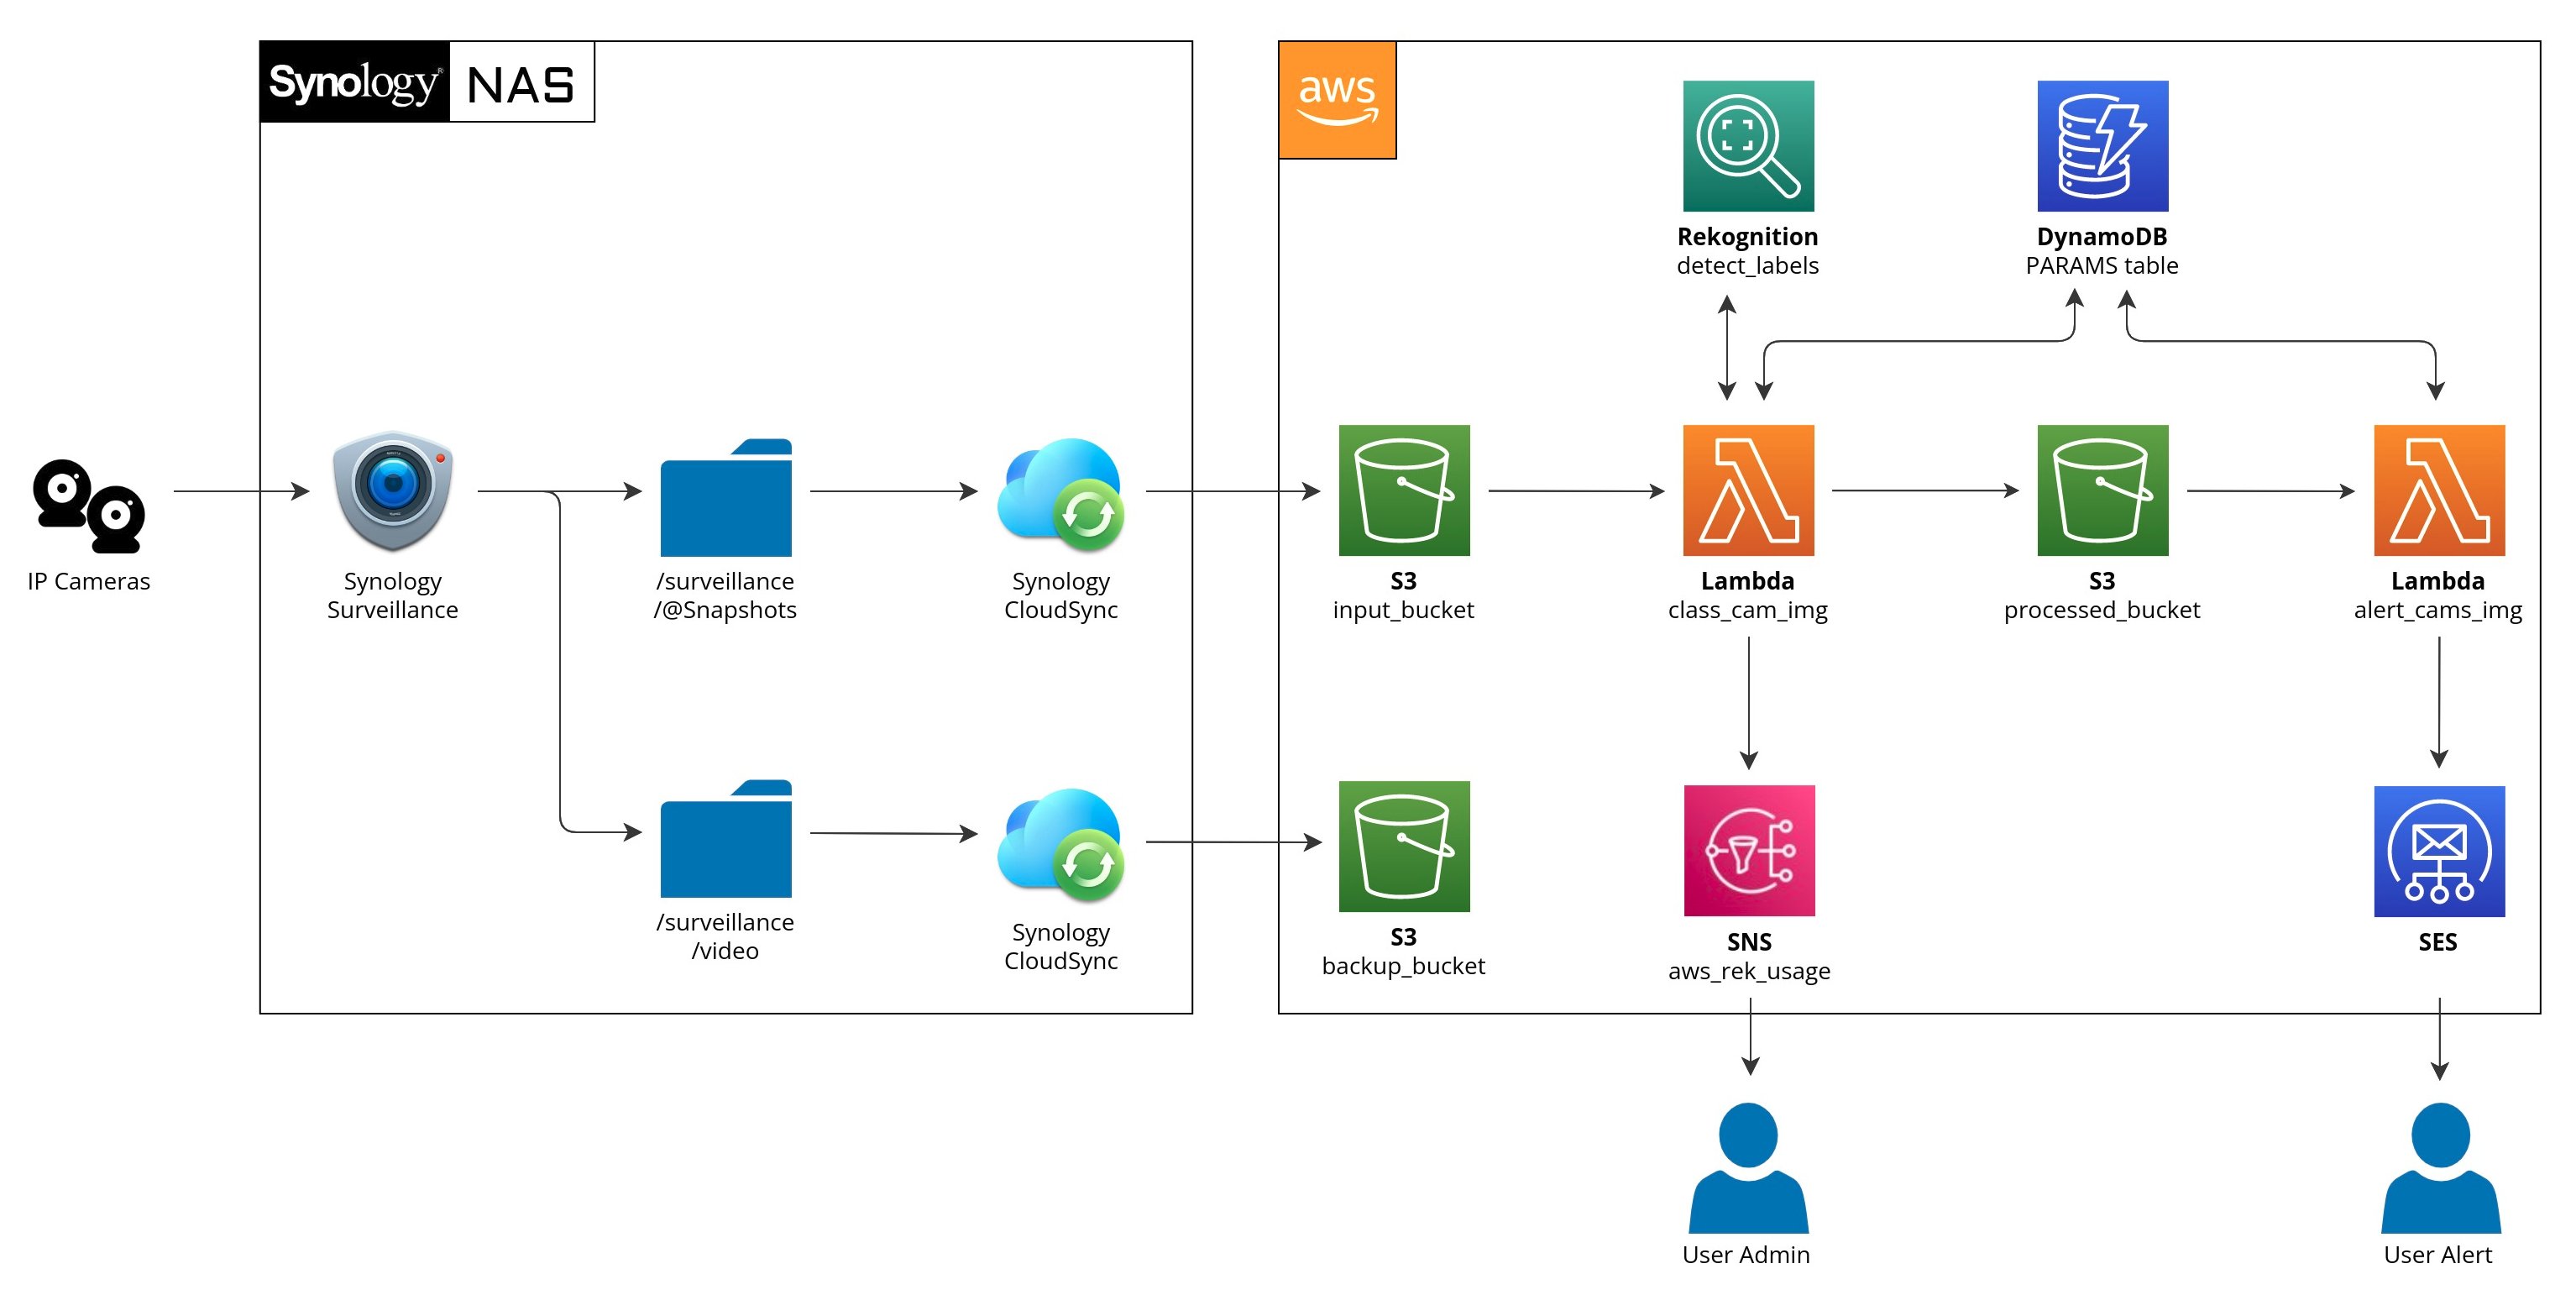 Synology NAS
aws
Rekognition
detect_labels
DynamoDB
PARAMS table
IP Cameras
Synology
Surveillance
/surveillance
/@Snapshots
Synology
CloudSync
S3
input_bucket
Lambda
class_cam_img
S3
processed_bucket
Lambda
alert_cams_img
/surveillance
/video
Synology
CloudSync
S3
backup_bucket
SNS
aws_rek_usage
SES
User Admin
User Alert